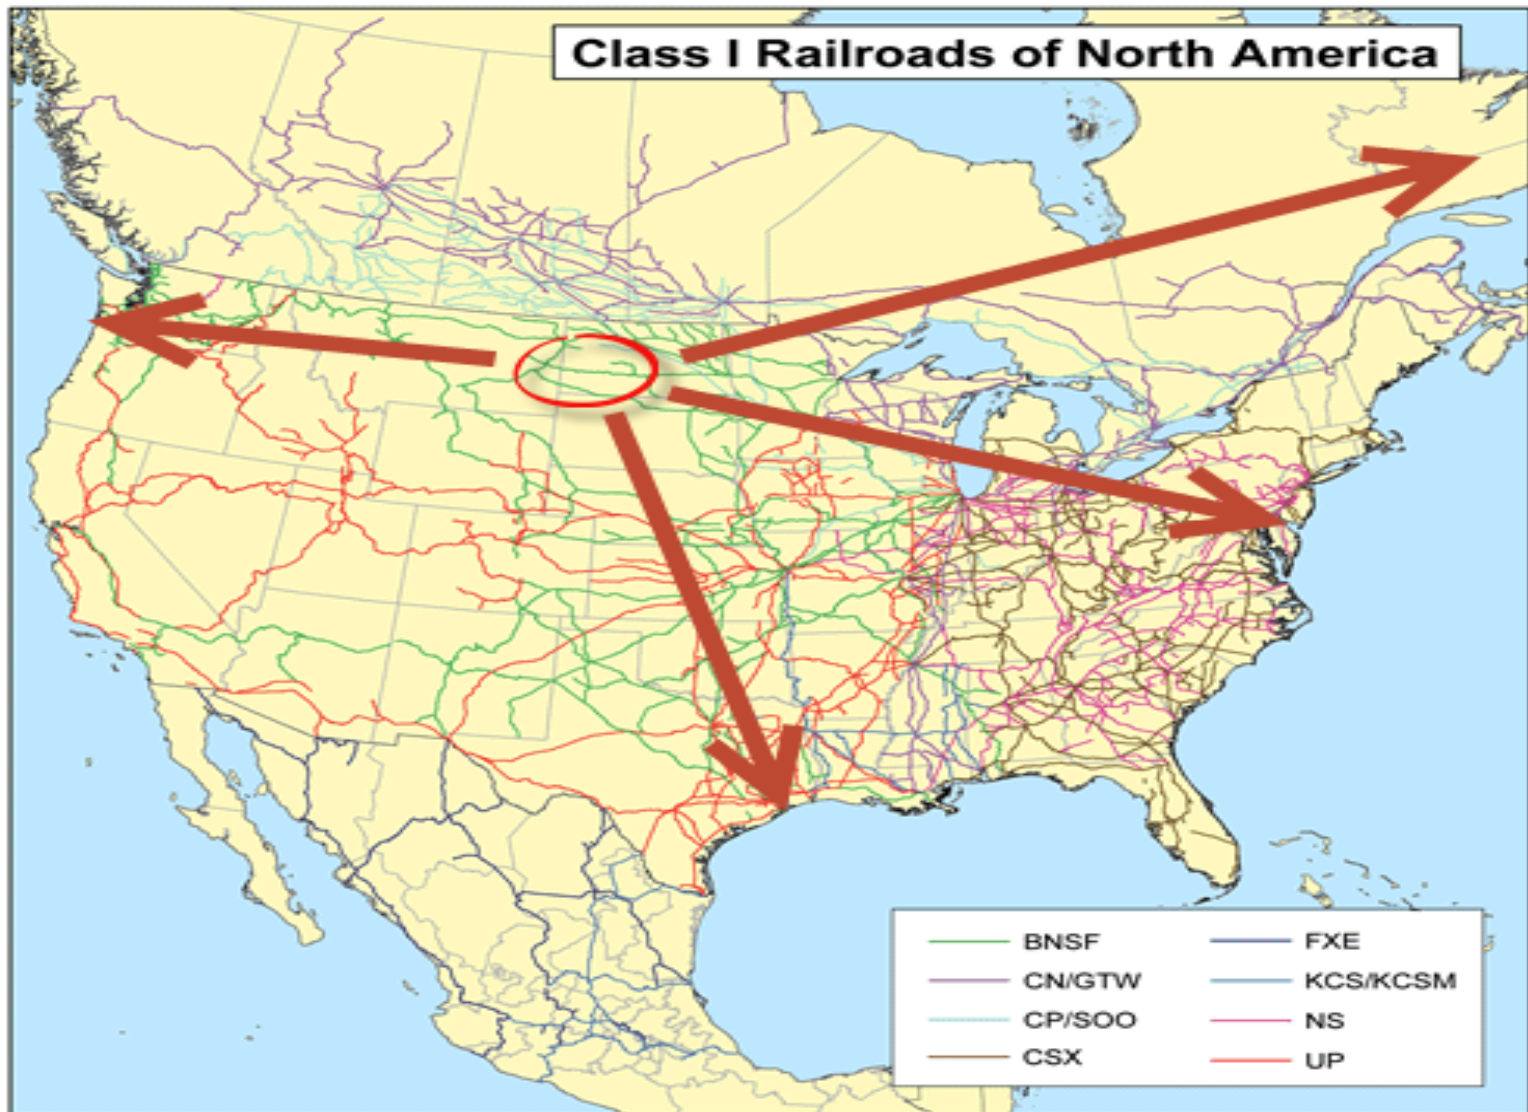 Class I Railroads of North America
BNSF
CN/GTW
CP/SOO
CSX
FXE
KCS/KCSM
NS
UP